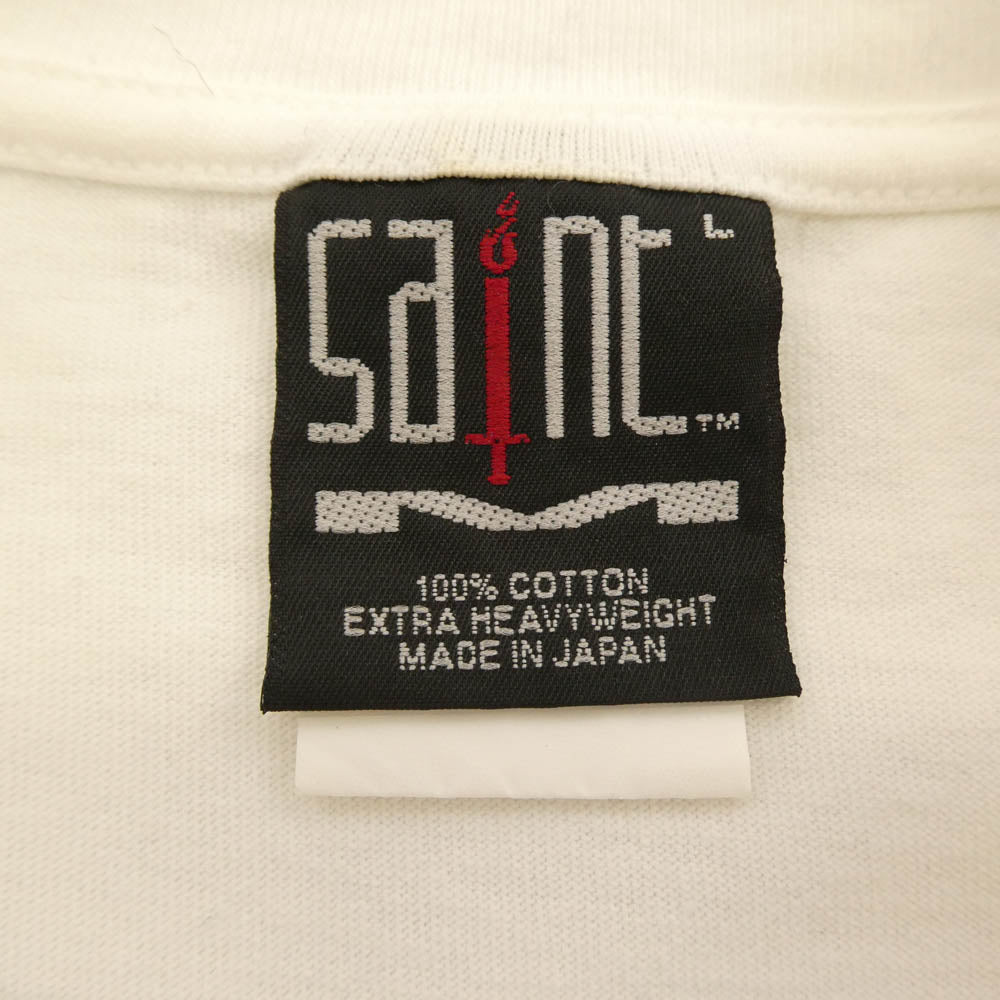 saint L
TM
100% COTTON
EXTRA HEAVYWEIGHT
MADE IN JAPAN